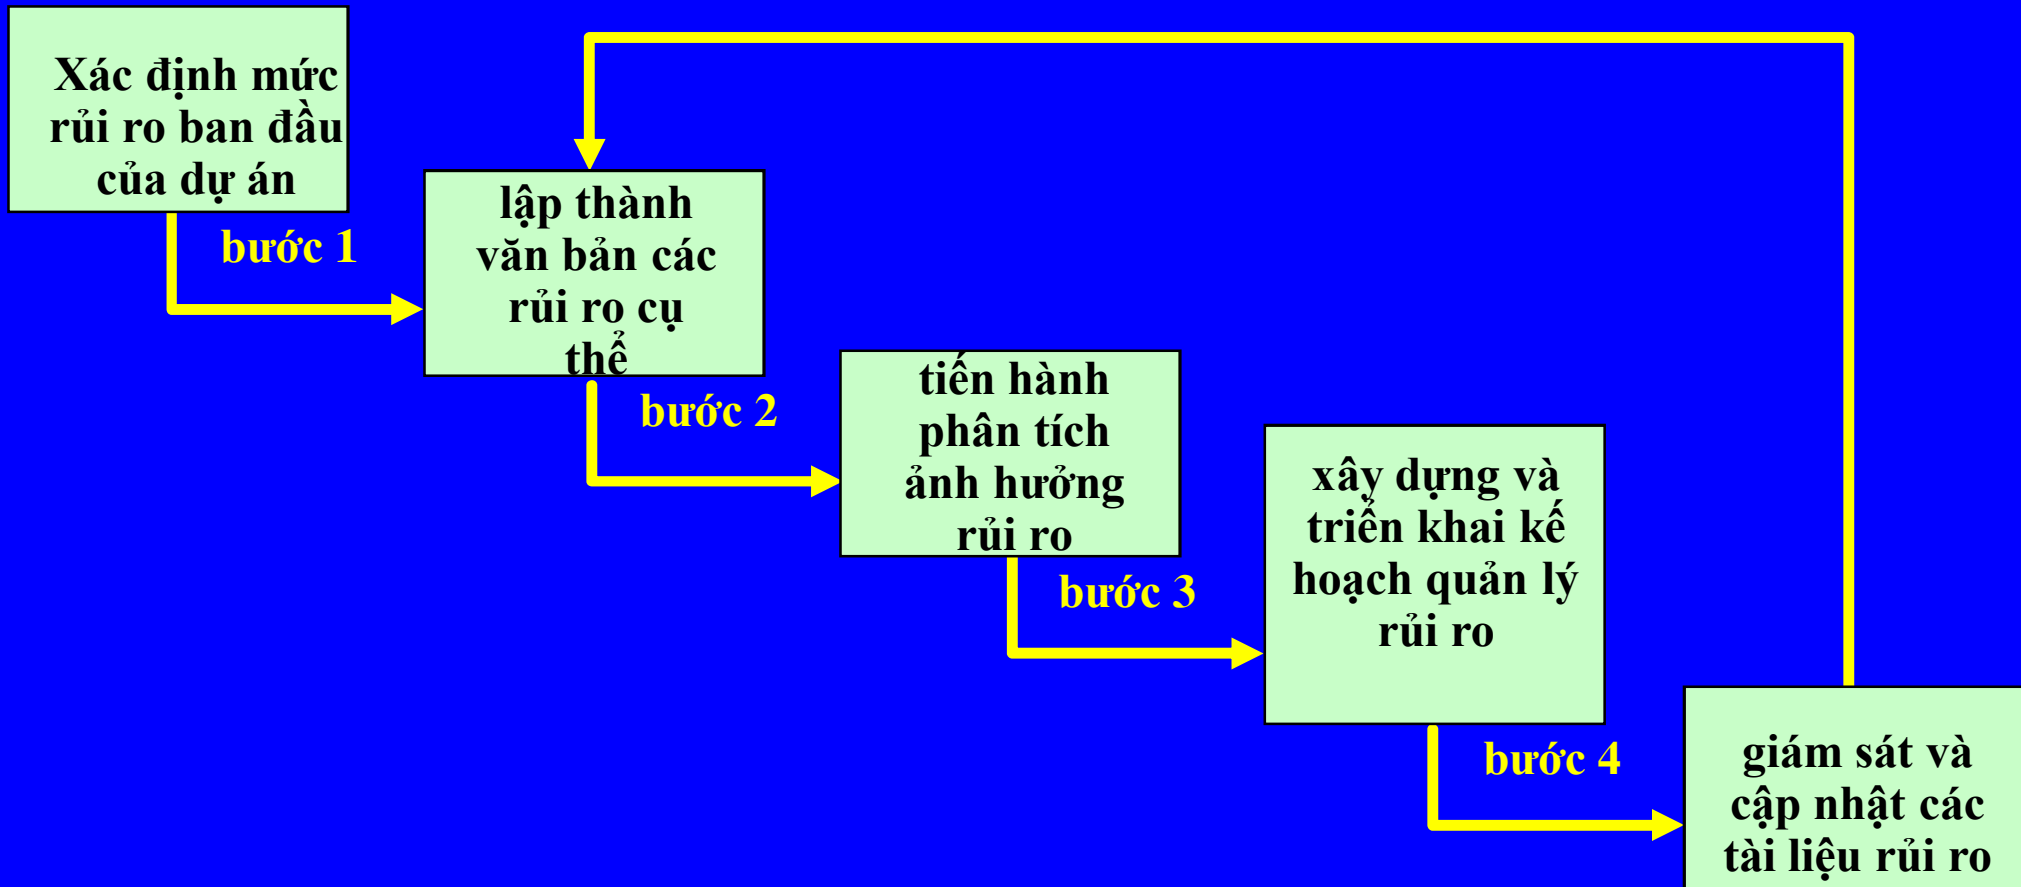 Xác định mức
rủi ro ban đầu
của dự án
bước 1
lập thành
văn bản các
rủi ro cụ
thể
bước 2
tiến hành
phân tích
ảnh hưởng
rủi ro
bước 3
xây dựng và
triển khai kế
hoạch quản lý
rủi ro
bước 4
giám sát và
cập nhật các
tài liệu rủi ro